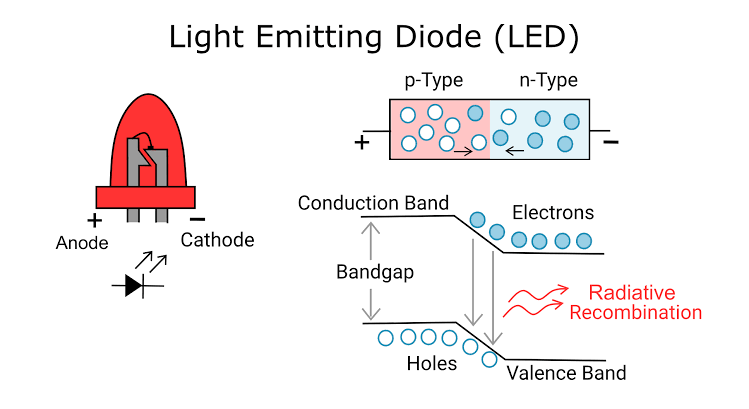 Light Emitting Diode (LED)
p-Type
n-Type
+
−
+
−
Anode
Cathode
Conduction Band
Electrons
Bandgap
Radiative
Recombination
Holes
Valence Band